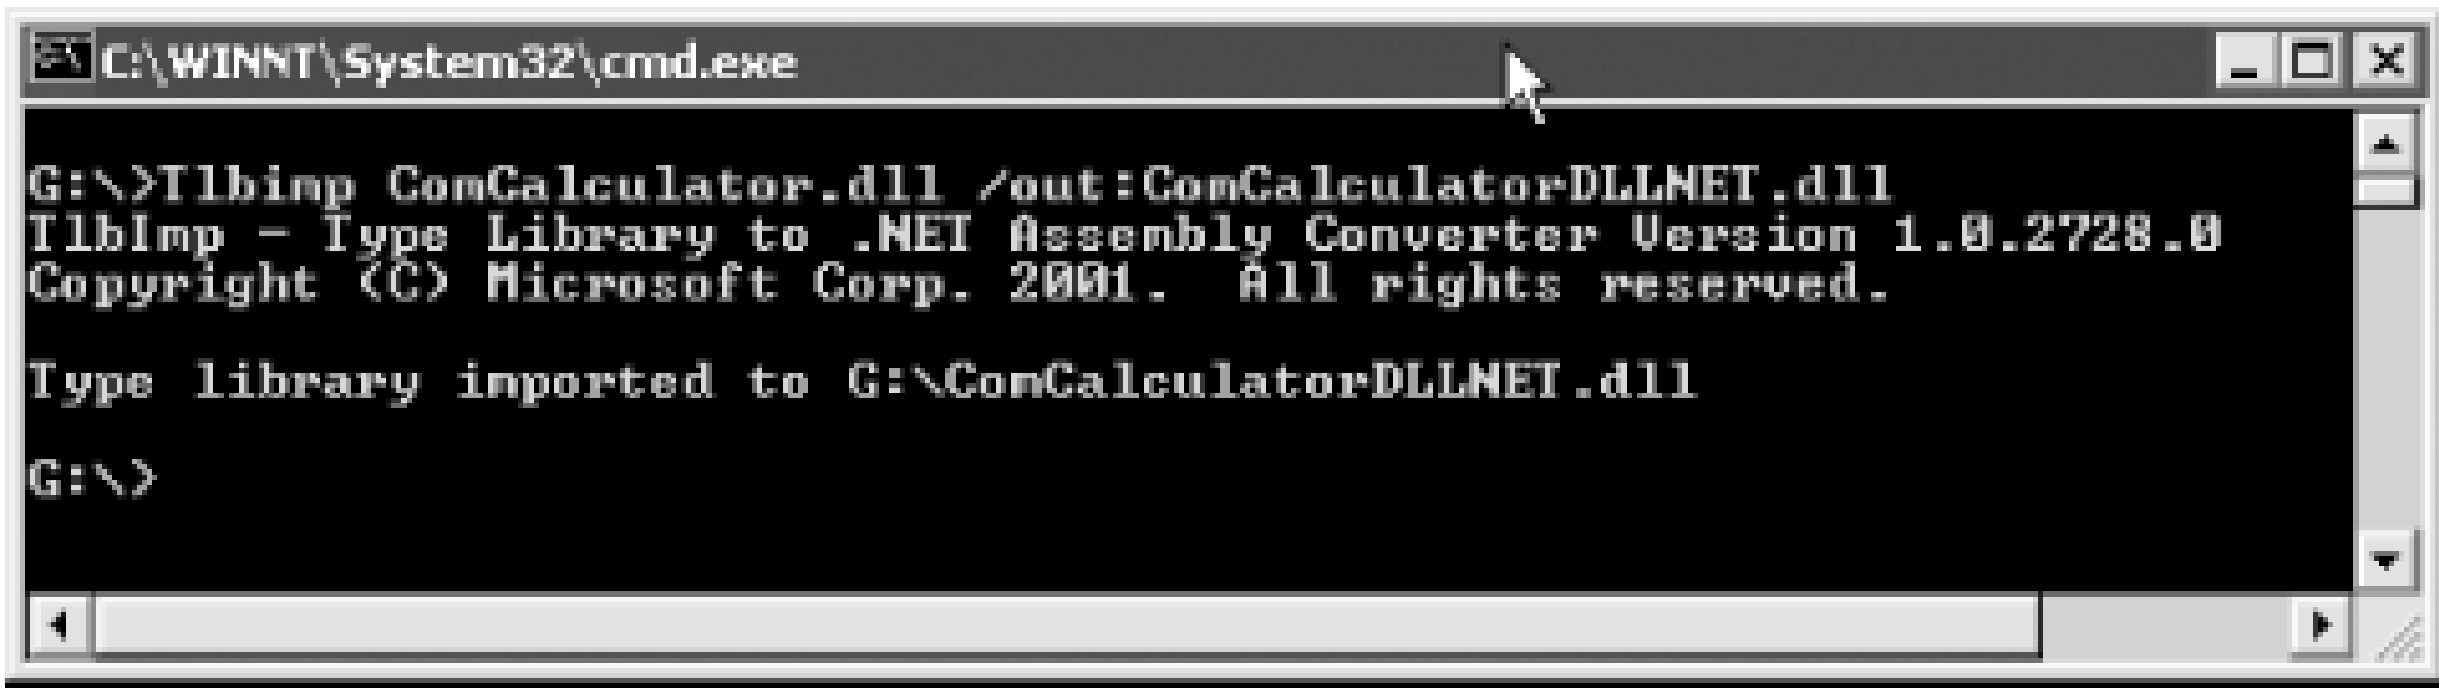 C:\WINNT\System32\cmd.exe
G:\>Tlbimp ComCalculator.dll /out:ComCalculatorDLLNET.dll
TlbImp - Type Library to .NET Assembly Converter Version 1.0.2728.0
Copyright (C) Microsoft Corp. 2001.  All rights reserved.
Type library imported to G:\ComCalculatorDLLNET.dll
G:\>